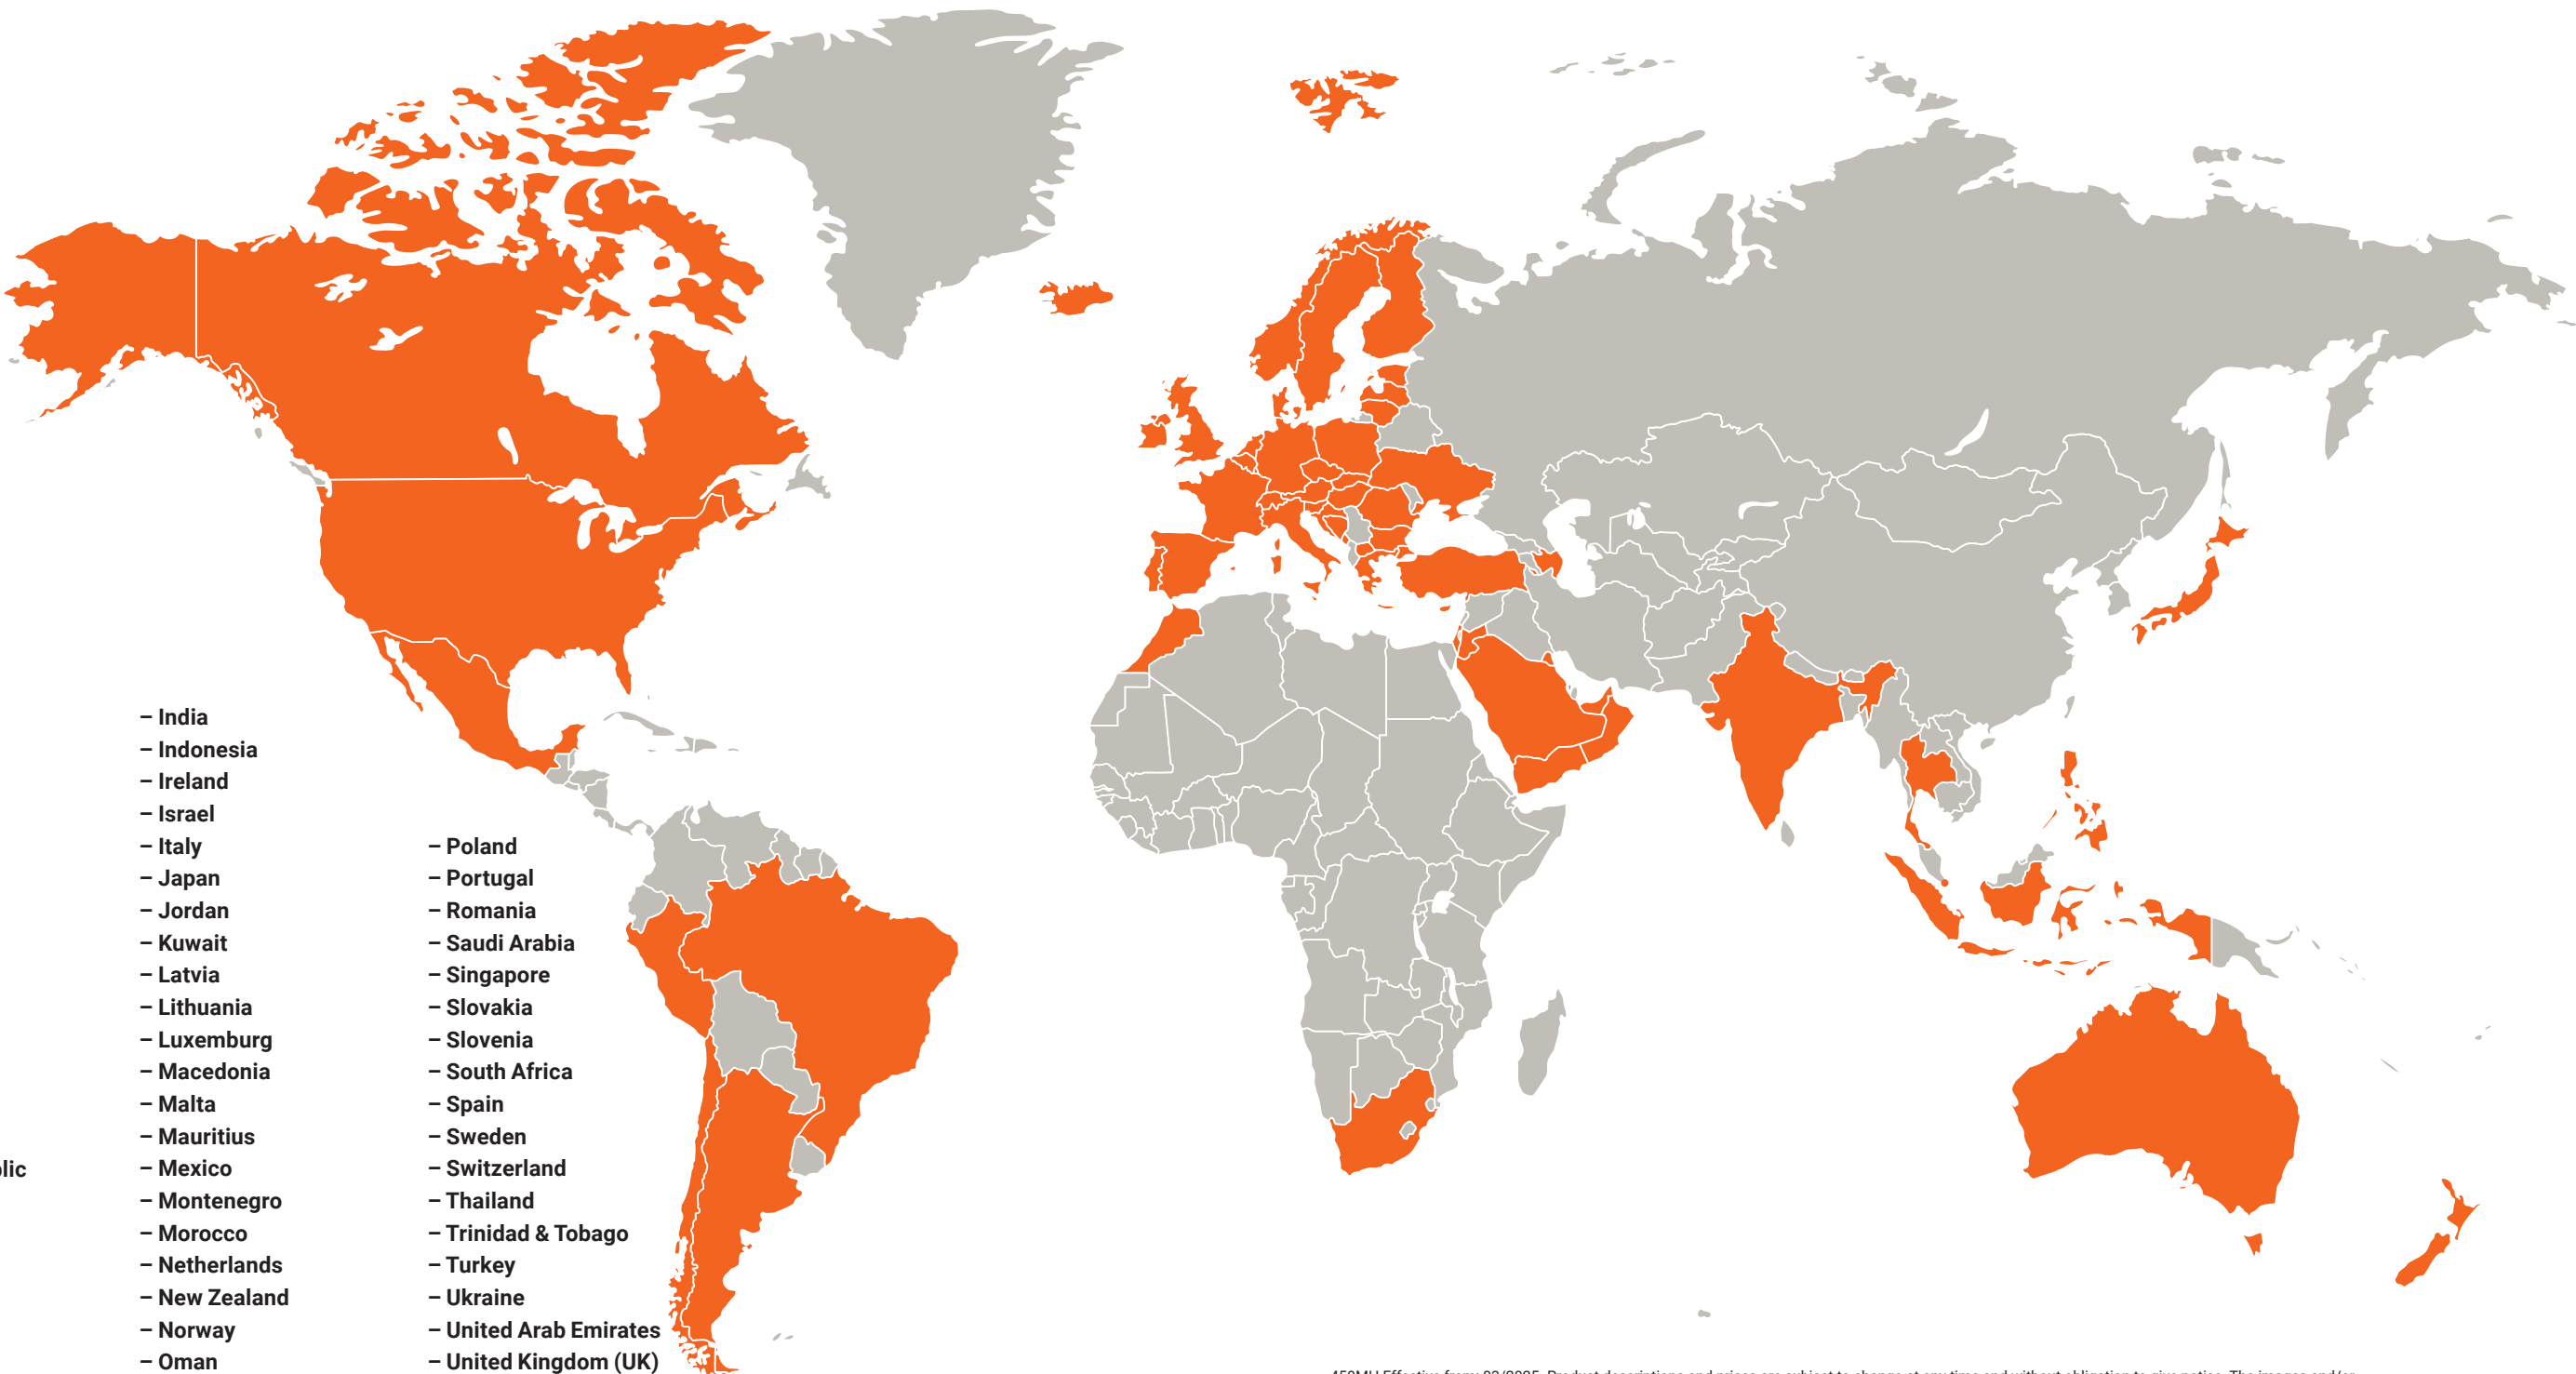 – India
– Indonesia
– Ireland
– Israel
– Italy
– Japan
– Jordan
– Kuwait
– Latvia
– Lithuania
– Luxemburg
– Macedonia
– Malta
– Mauritius
– Mexico
– Montenegro
– Morocco
– Netherlands
– New Zealand
– Norway
– Oman
– Poland
– Portugal
– Romania
– Saudi Arabia
– Singapore
– Slovakia
– Slovenia
– South Africa
– Spain
– Sweden
– Switzerland
– Thailand
– Trinidad & Tobago
– Turkey
– Ukraine
– United Arab Emirates
– United Kingdom (UK)